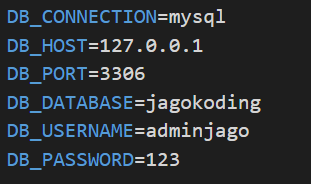 DB_CONNECTION=mysql
DB_HOST=127.0.0.1
DB_PORT=3306
DB_DATABASE=jagokoding
DB_USERNAME=adminjago
DB_PASSWORD=123